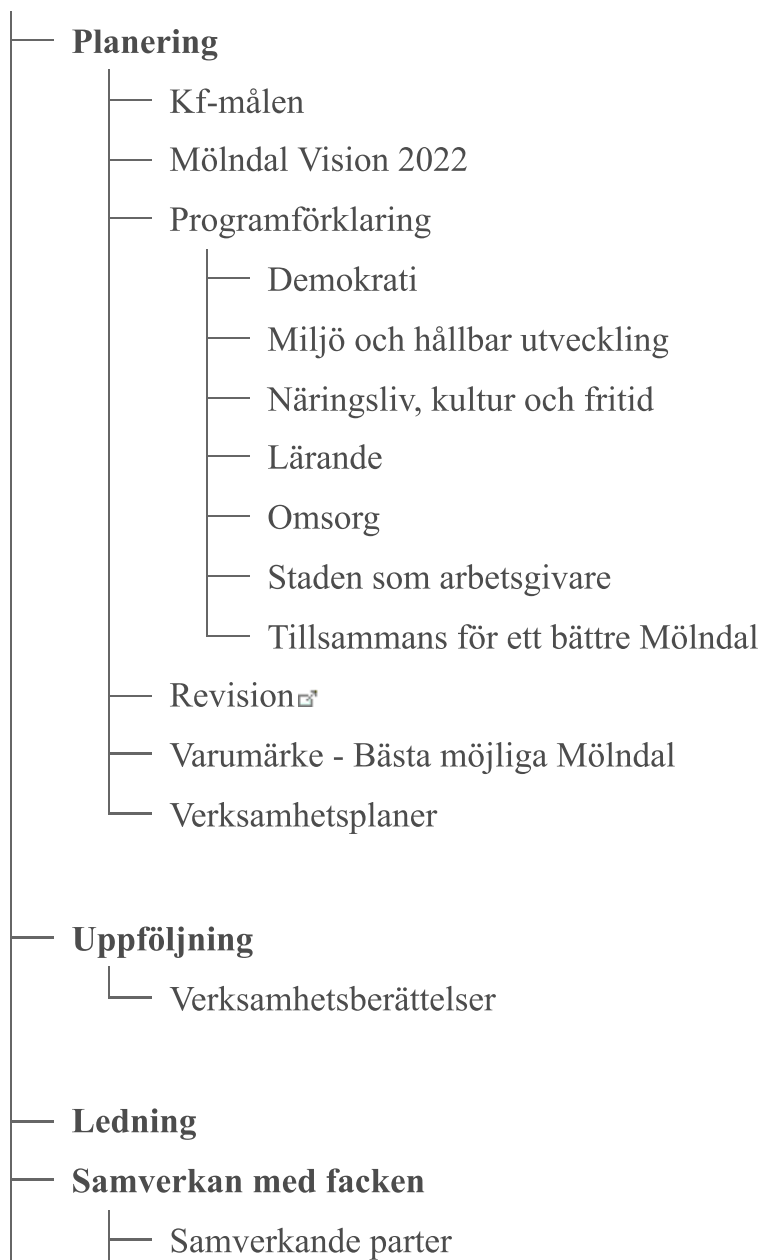 Planering
Kf-målen
Mölndal Vision 2022
Programförklaring
Demokrati
Miljö och hållbar utveckling
Näringsliv, kultur och fritid
Lärande
Omsorg
Staden som arbetsgivare
Tillsammans för ett bättre Mölndal
Revision
Varumärke - Bästa möjliga Mölndal
Verksamhetsplaner
Uppföljning
Verksamhetsberättelser
Ledning
Samverkan med facken
Samverkande parter